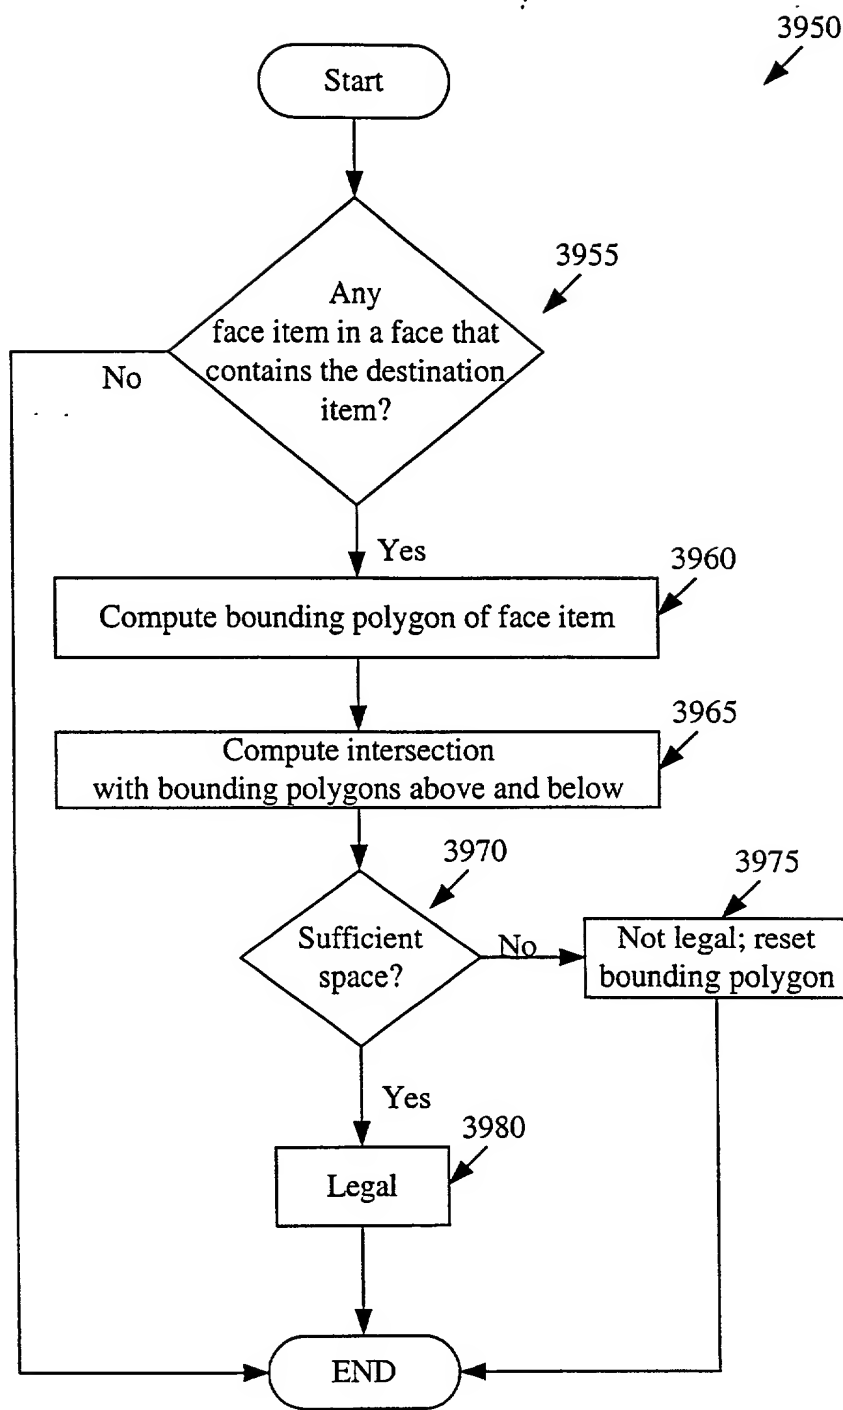 3950
Start
3955
Any
face item in a face that
contains the destination
item?
No
Yes
3960
Compute bounding polygon of face item
3965
Compute intersection
with bounding polygons above and below
3970
3975
Sufficient
space?
No
Not legal; reset
bounding polygon
Yes
3980
Legal
END